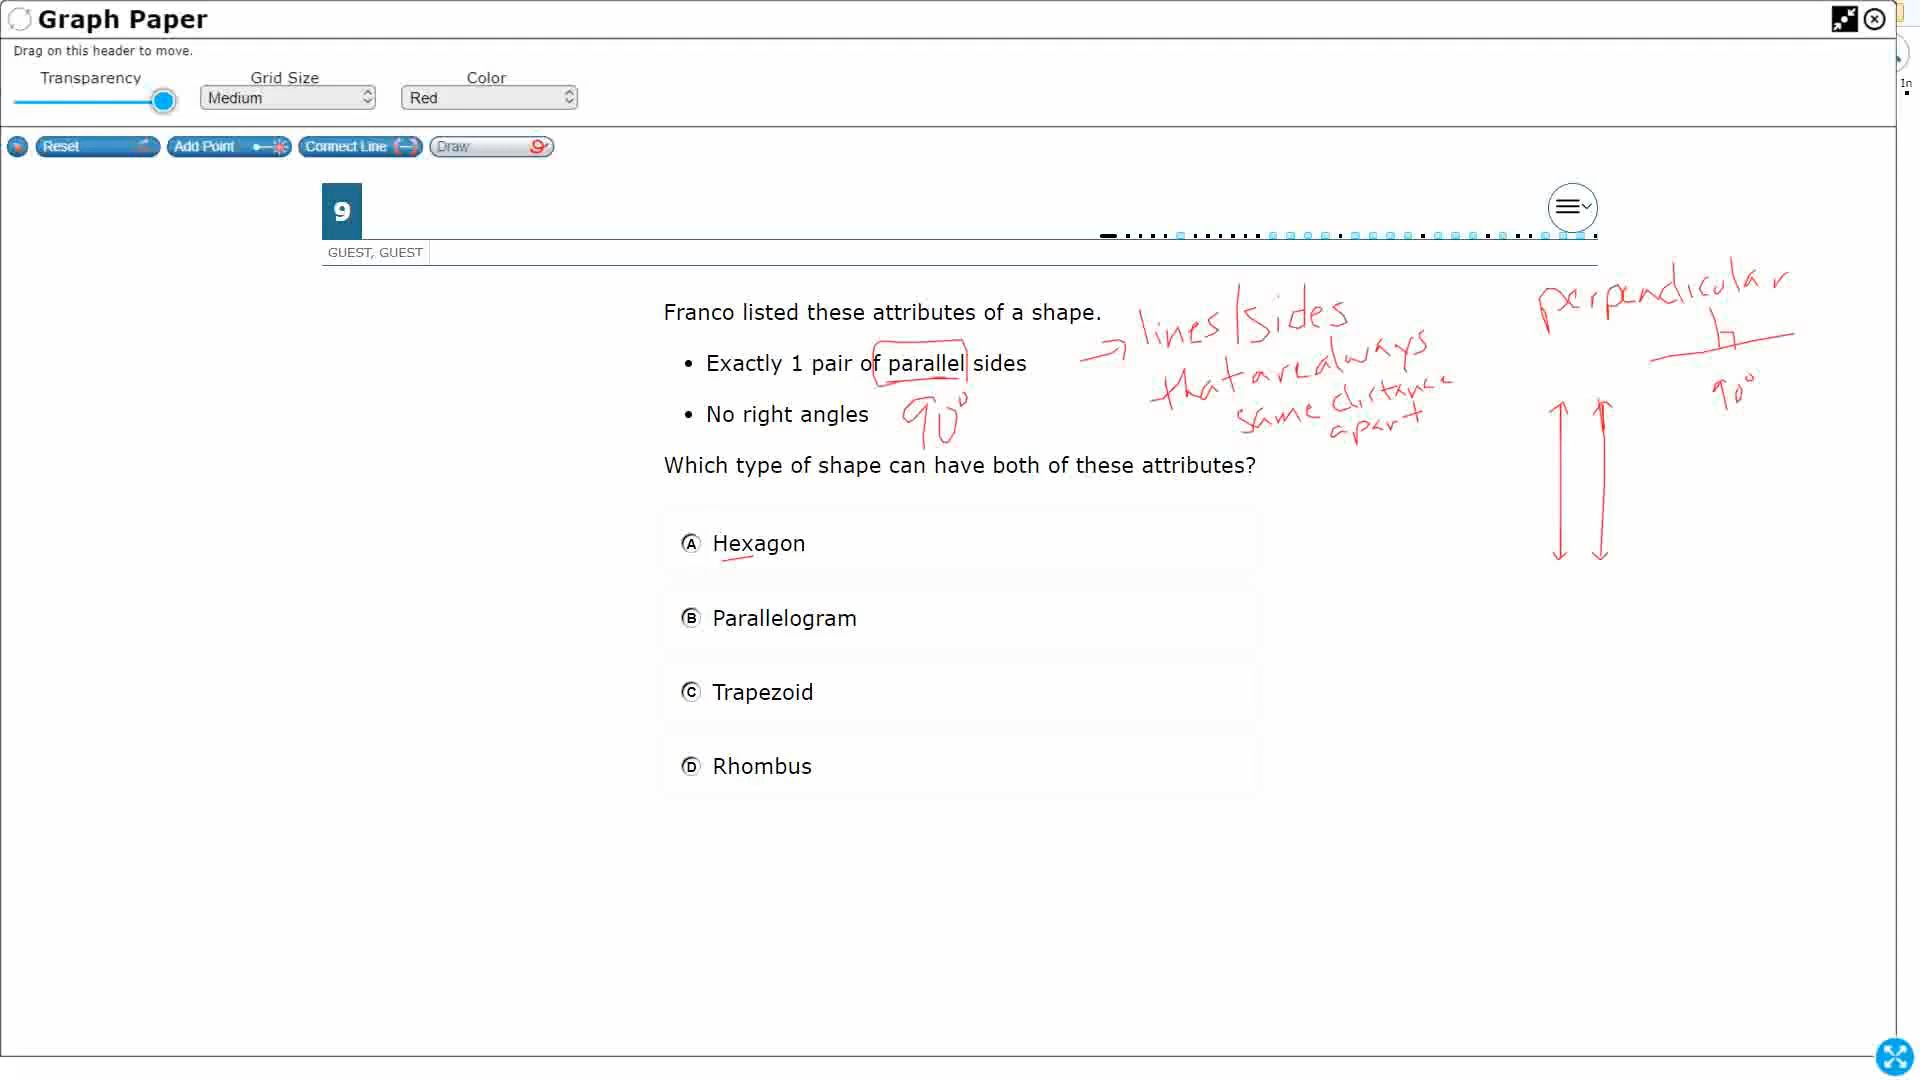 Graph Paper
Drag on this header to move.
Transparency
Grid Size
Color
Medium
Red
Reset
Add Point
Connect Line
Draw
In
9
GUEST, GUEST
Franco listed these attributes of a shape.
• Exactly 1 pair of parallel sides
• No right angles
90°
Which type of shape can have both of these attributes?
A Hexagon
B Parallelogram
C Trapezoid
D Rhombus
→ lines/sides
that are always
same distance
apart
perpendicular
90°